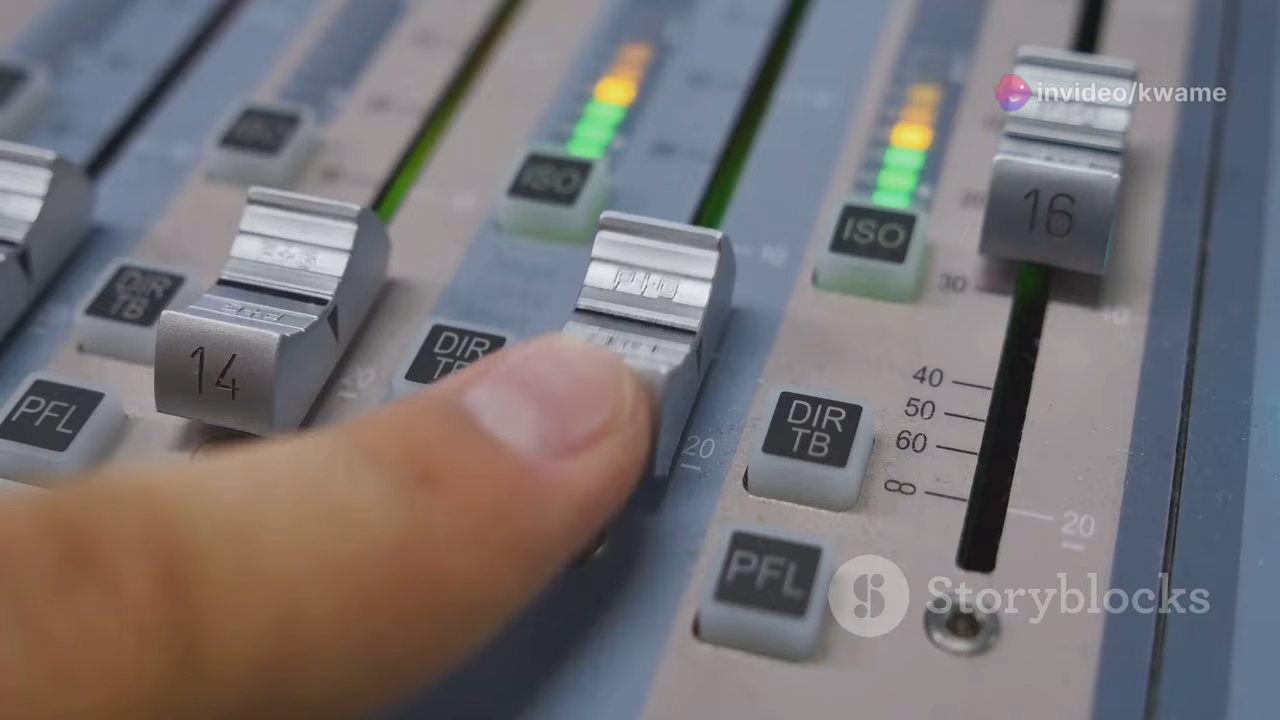 invideo/kwame
16
ISO
ISO
10
30
DIR
TB
14
DIR
PFL
20
40
50
60
∞
DIR
TB
20
20
PFL
Storyblocks